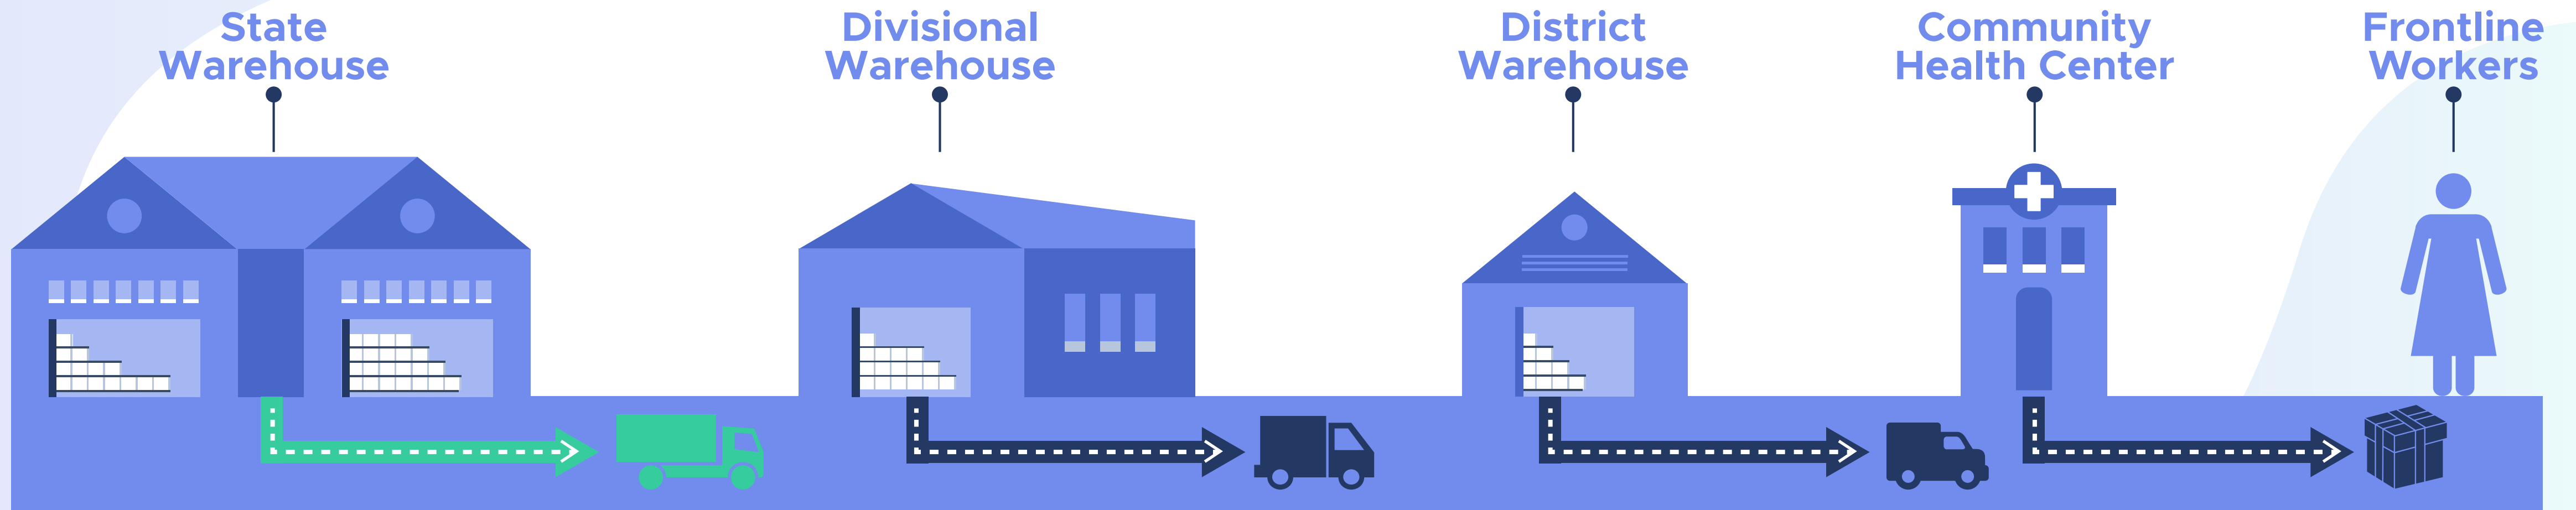 State
Warehouse
Divisional
Warehouse
District
Warehouse
Community
Health Center
Frontline
Workers